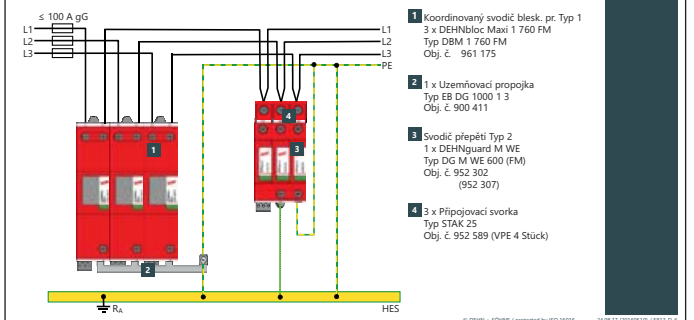 ≤ 100 A gG
L1
L2
L3
L1
L2
L3
PE
1
2
3
4
R_A
HES
1 Koordinovaný svodič blesk. pr. Typ 1
3 x DEHNbloc Maxi 1 760 FM
Typ DBM 1 760 FM
Obj. č. 961 175
2 1 x Uzemňovací propojka
Typ EB DG 1000 1 3
Obj. č. 900 411
3 Svodič přepětí Typ 2
1 x DEHNguard M WE
Typ DG M WE 600 (FM)
Obj. č. 952 302
(952 307)
4 3 x Připojovací svorka
Typ STAK 25
Obj. č. 952 589 (VPE 4 Stück)